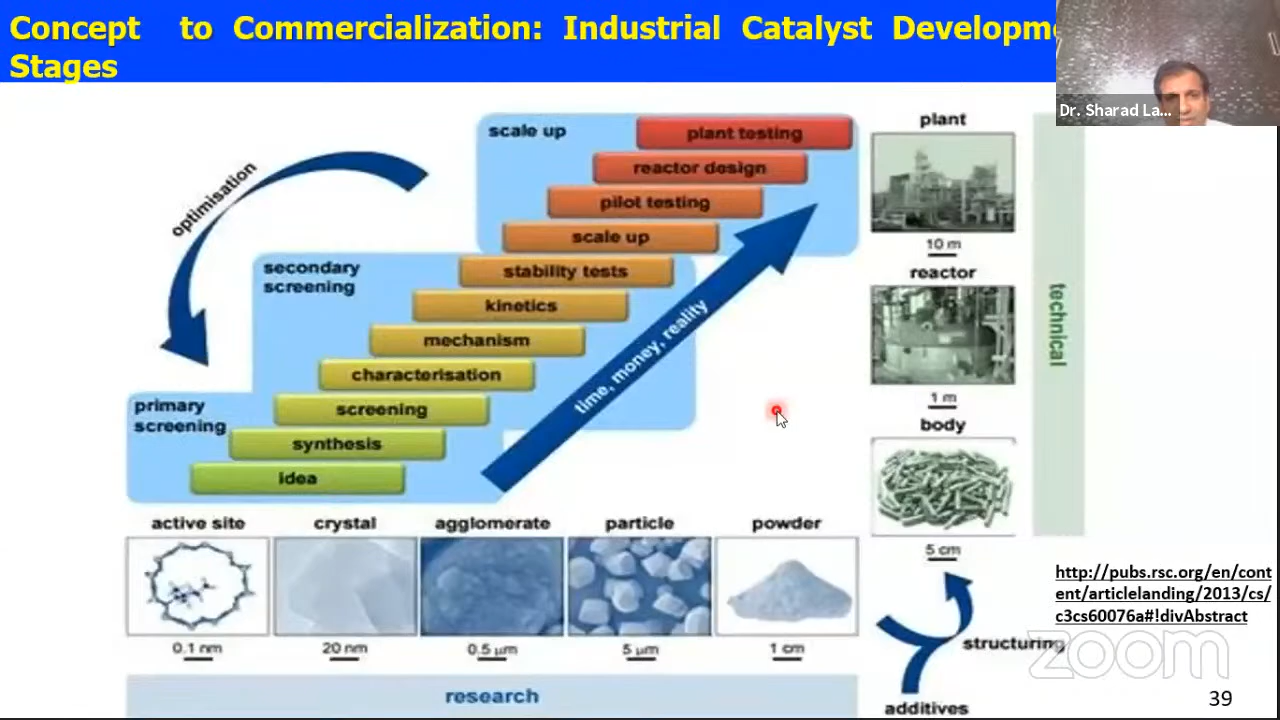 Concept to Commercialization: Industrial Catalyst Developme
Stages
Dr. Sharad La...
optimisation
scale up
plant testing
reactor design
pilot testing
scale up
secondary
screening
stability tests
kinetics
mechanism
characterisation
primary
screening
screening
synthesis
idea
time, money, reality
plant
10 m
reactor
1 m
body
5 cm
technical
active site
crystal
agglomerate
particle
powder
0.1 nm
20 nm
0.5 µm
5 µm
1 cm
research
http://pubs.rsc.org/en/cont
ent/articlelanding/2013/cs/
c3cs60076a#!divAbstract
structuring
additives
zoom
39